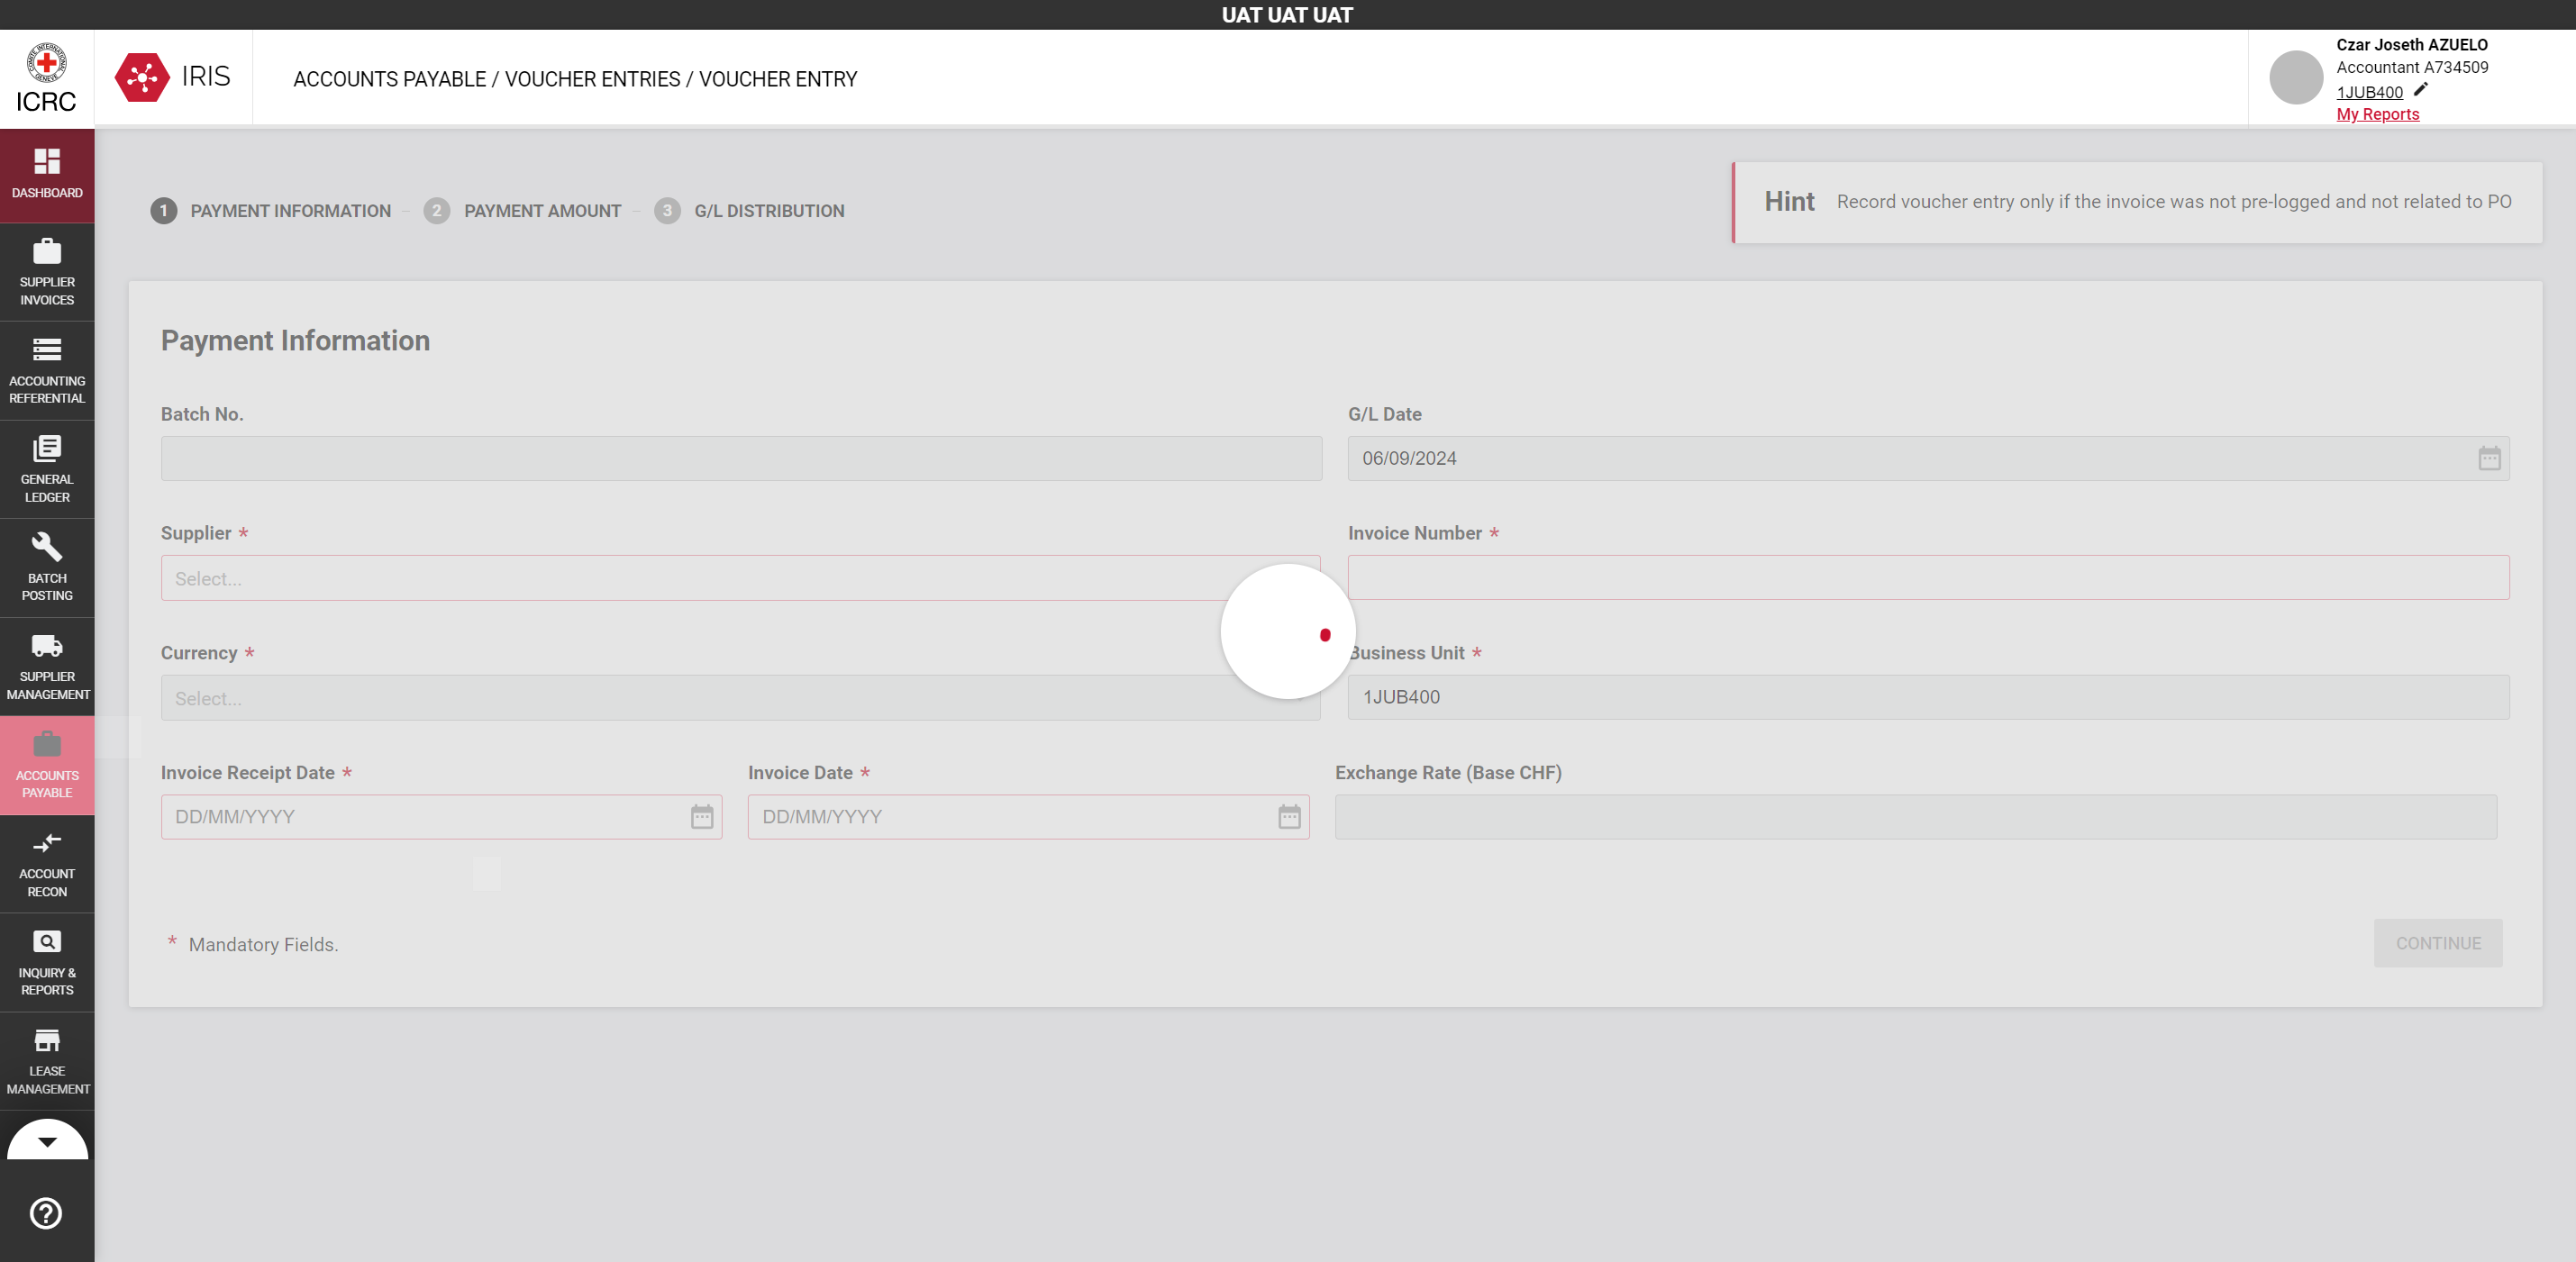 UAT UAT UAT
ICRC
IRIS
ACCOUNTS PAYABLE / VOUCHER ENTRIES / VOUCHER ENTRY
Czar Joseth AZUELO
Accountant A734509
1JUB400
My Reports
DASHBOARD
SUPPLIER
INVOICES
ACCOUNTING
REFERENTIAL
GENERAL
LEDGER
BATCH
POSTING
SUPPLIER
MANAGEMENT
ACCOUNTS
PAYABLE
ACCOUNT
RECON
INQUIRY &
REPORTS
LEASE
MANAGEMENT
1 PAYMENT INFORMATION
2 PAYMENT AMOUNT
3 G/L DISTRIBUTION
Hint Record voucher entry only if the invoice was not pre-logged and not related to PO
Payment Information
Batch No.
G/L Date
06/09/2024
Supplier *
Select...
Invoice Number *
Currency *
Select...
Business Unit *
1JUB400
Invoice Receipt Date *
DD/MM/YYYY
Invoice Date *
DD/MM/YYYY
Exchange Rate (Base CHF)
* Mandatory Fields.
CONTINUE